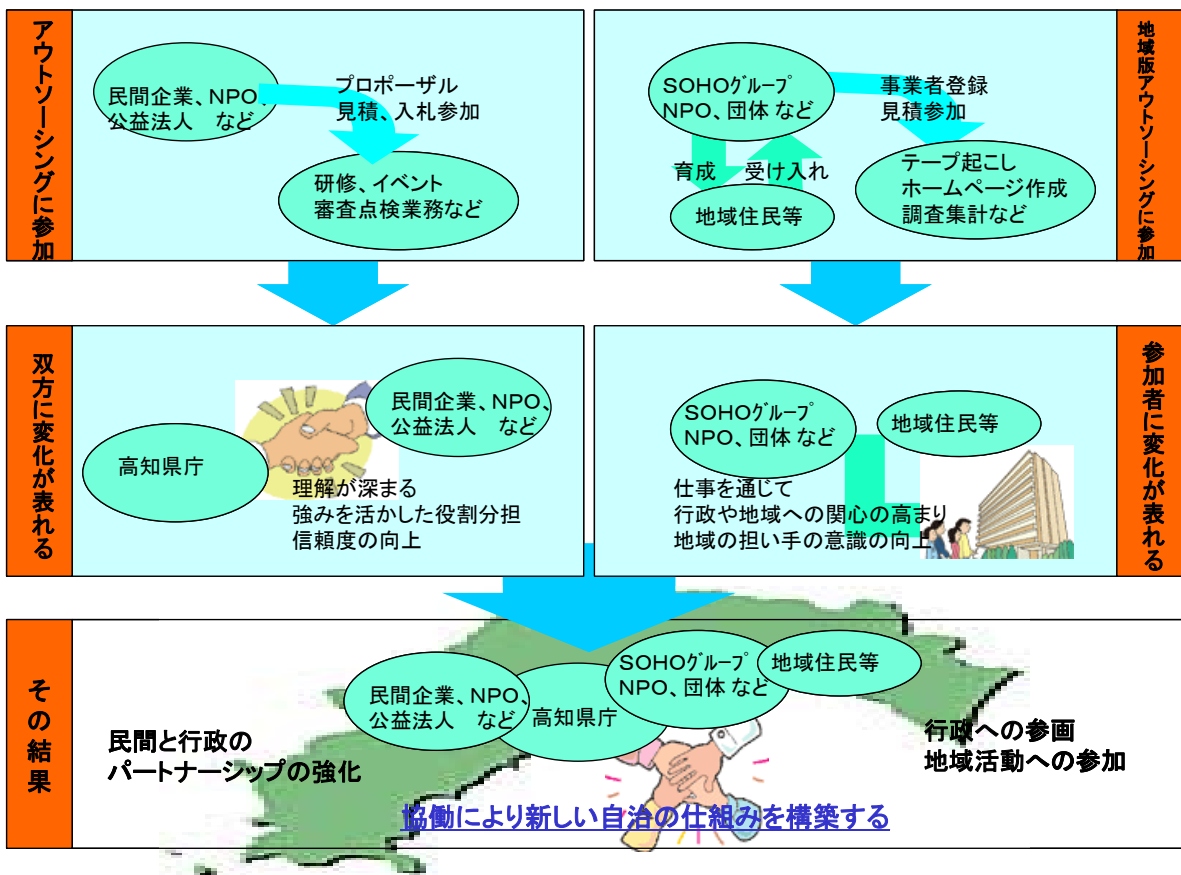 アウトソーシングに参加
民間企業、NPO、
公益法人　など
プロポーザル
見積、入札参加
研修、イベント
審査点検業務など
地域版アウトソーシングに参加
SOHOｸﾞﾙｰﾌﾟ
NPO、団体 など
事業者登録
見積参加
育成
受け入れ
地域住民等
テープ起こし
ホームページ作成
調査集計など
双方に変化が表れる
高知県庁
民間企業、NPO、
公益法人　など
理解が深まる
強みを活かした役割分担
信頼度の向上
参加者に変化が表れる
SOHOｸﾞﾙｰﾌﾟ
NPO、団体 など
地域住民等
仕事を通じて
行政や地域への関心の高まり
地域の担い手の意識の向上
その結果
民間と行政の
パートナーシップの強化
民間企業、NPO、
公益法人　など
高知県庁
SOHOｸﾞﾙｰﾌﾟ
NPO、団体 など
地域住民等
行政への参画
地域活動への参加
協働により新しい自治の仕組みを構築する